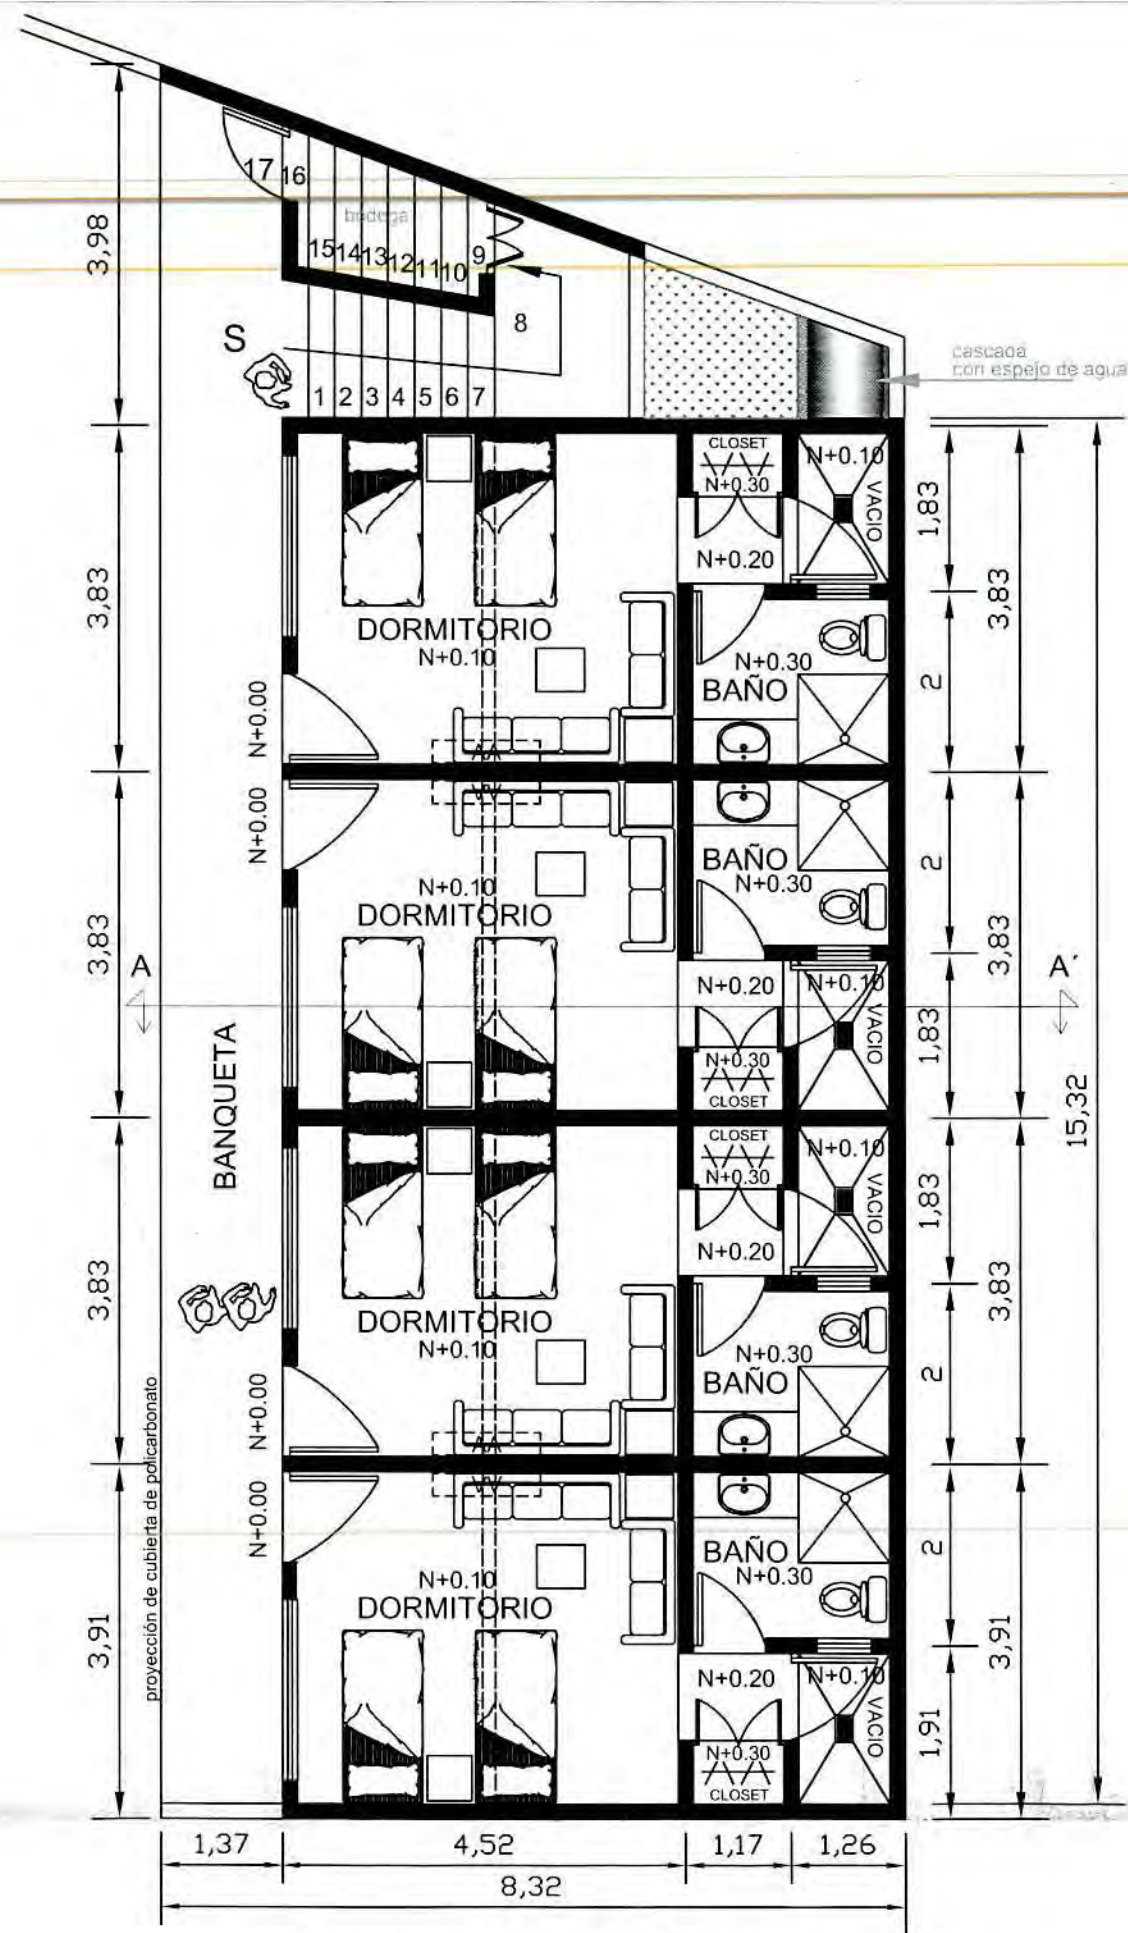 17
16
bodega
15
14
13
12
11
10
9
8
S
1
2
3
4
5
6
7
cascada
con espejo de agua
3,98
CLOSET
N+0.30
N+0.20
N+0.10
VACIO
1,83
3,83
3,83
DORMITORIO
N+0.10
N+0.30
BAÑO
2
N+0.00
N+0.00
BAÑO
N+0.30
2
N+0.10
DORMITORIO
3,83
3,83
A
A´
N+0.20
N+0.10
VACIO
N+0.30
CLOSET
1,83
15,32
BANQUETA
CLOSET
N+0.30
N+0.20
N+0.10
VACIO
1,83
3,83
3,83
DORMITORIO
N+0.10
N+0.30
BAÑO
2
N+0.00
N+0.00
proyección de cubierta de policarbonato
BAÑO
N+0.30
2
N+0.10
DORMITORIO
3,91
3,91
N+0.20
N+0.10
VACIO
N+0.30
CLOSET
1,91
1,37
4,52
1,17
1,26
8,32